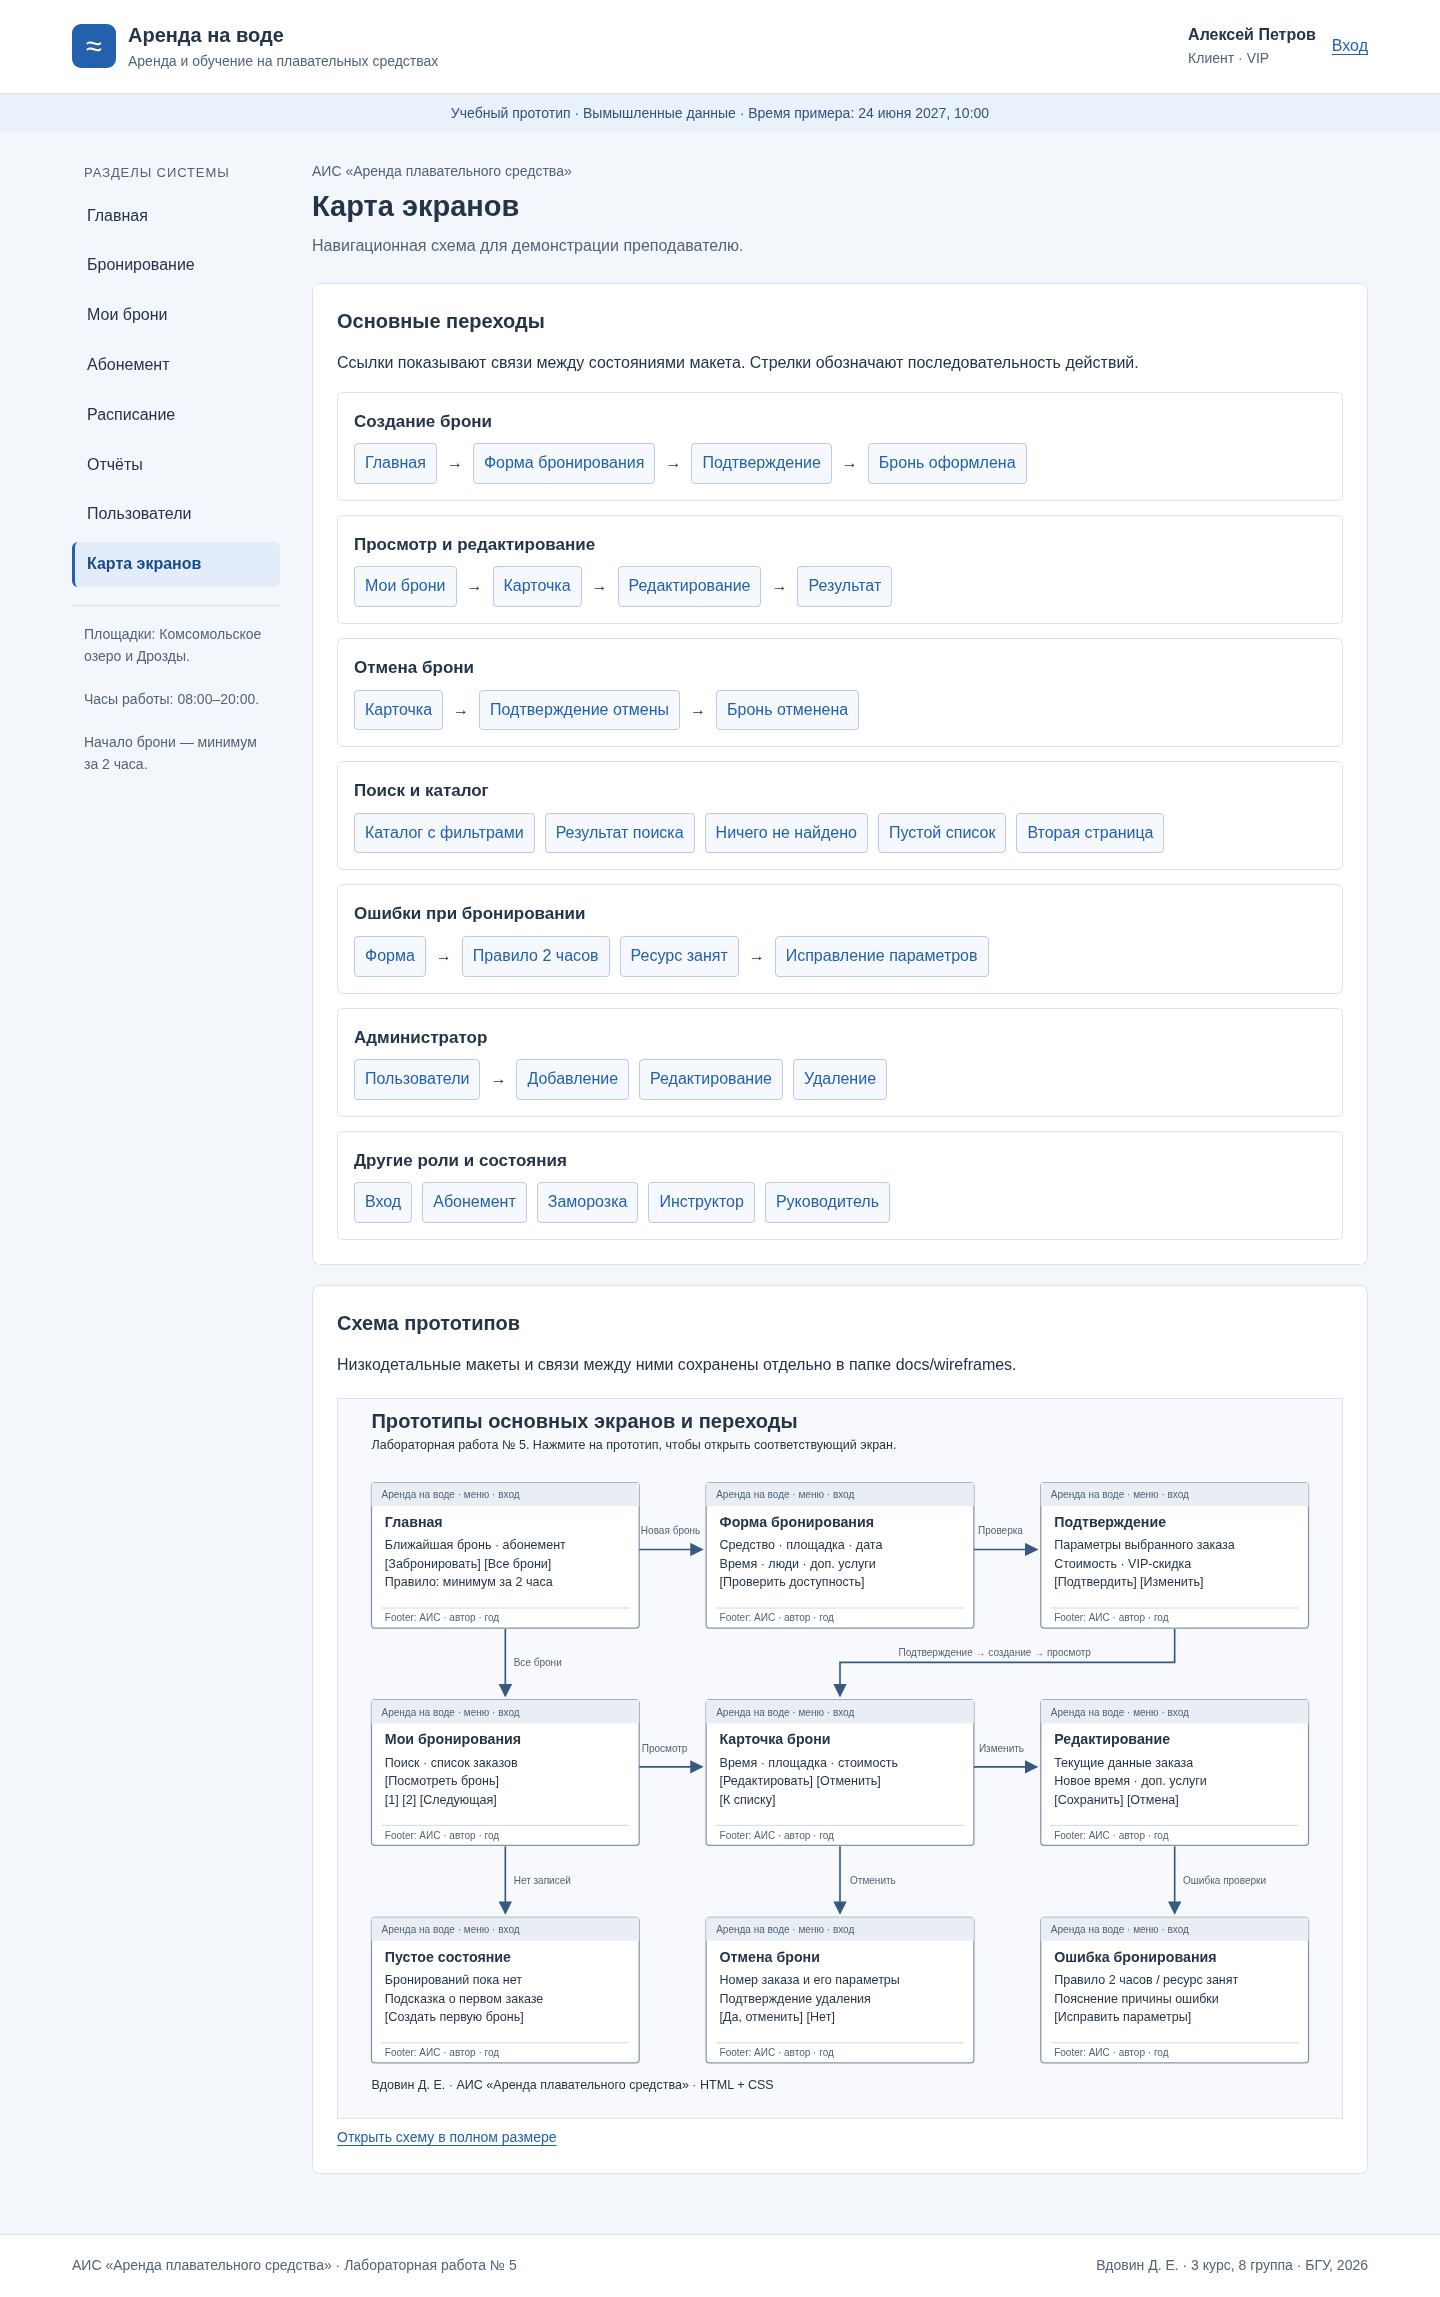 ≈
Аренда на воде
Аренда и обучение на плавательных средствах
Алексей Петров
Клиент · VIP
Вход
Учебный прототип · Вымышленные данные · Время примера: 24 июня 2027, 10:00
РАЗДЕЛЫ СИСТЕМЫ
Главная
Бронирование
Мои брони
Абонемент
Расписание
Отчёты
Пользователи
Карта экранов
Площадки: Комсомольское
озеро и Дрозды.
Часы работы: 08:00–20:00.
Начало брони — минимум
за 2 часа.
АИС «Аренда плавательного средства»
Карта экранов
Навигационная схема для демонстрации преподавателю.
Основные переходы
Ссылки показывают связи между состояниями макета. Стрелки обозначают последовательность действий.
Создание брони
Главная → Форма бронирования → Подтверждение → Бронь оформлена
Просмотр и редактирование
Мои брони → Карточка → Редактирование → Результат
Отмена брони
Карточка → Подтверждение отмены → Бронь отменена
Поиск и каталог
Каталог с фильтрами Результат поиска Ничего не найдено Пустой список Вторая страница
Ошибки при бронировании
Форма → Правило 2 часов Ресурс занят → Исправление параметров
Администратор
Пользователи → Добавление Редактирование Удаление
Другие роли и состояния
Вход Абонемент Заморозка Инструктор Руководитель
Схема прототипов
Низкодетальные макеты и связи между ними сохранены отдельно в папке docs/wireframes.
Прототипы основных экранов и переходы
Лабораторная работа № 5. Нажмите на прототип, чтобы открыть соответствующий экран.
Аренда на воде · меню · вход
Главная
Ближайшая бронь · абонемент
[Забронировать] [Все брони]
Правило: минимум за 2 часа
Footer: АИС · автор · год
Новая бронь
Аренда на воде · меню · вход
Форма бронирования
Средство · площадка · дата
Время · люди · доп. услуги
[Проверить доступность]
Footer: АИС · автор · год
Проверка
Аренда на воде · меню · вход
Подтверждение
Параметры выбранного заказа
Стоимость · VIP-скидка
[Подтвердить] [Изменить]
Footer: АИС · автор · год
Все брони
Подтверждение → создание → просмотр
Аренда на воде · меню · вход
Мои бронирования
Поиск · список заказов
[Посмотреть бронь]
[1] [2] [Следующая]
Footer: АИС · автор · год
Просмотр
Аренда на воде · меню · вход
Карточка брони
Время · площадка · стоимость
[Редактировать] [Отменить]
[К списку]
Footer: АИС · автор · год
Изменить
Аренда на воде · меню · вход
Редактирование
Текущие данные заказа
Новое время · доп. услуги
[Сохранить] [Отмена]
Footer: АИС · автор · год
Нет записей
Отменить
Ошибка проверки
Аренда на воде · меню · вход
Пустое состояние
Бронирований пока нет
Подсказка о первом заказе
[Создать первую бронь]
Footer: АИС · автор · год
Аренда на воде · меню · вход
Отмена брони
Номер заказа и его параметры
Подтверждение удаления
[Да, отменить] [Нет]
Footer: АИС · автор · год
Аренда на воде · меню · вход
Ошибка бронирования
Правило 2 часов / ресурс занят
Пояснение причины ошибки
[Исправить параметры]
Footer: АИС · автор · год
Вдовин Д. Е. · АИС «Аренда плавательного средства» · HTML + CSS
Открыть схему в полном размере
АИС «Аренда плавательного средства» · Лабораторная работа № 5
Вдовин Д. Е. · 3 курс, 8 группа · БГУ, 2026